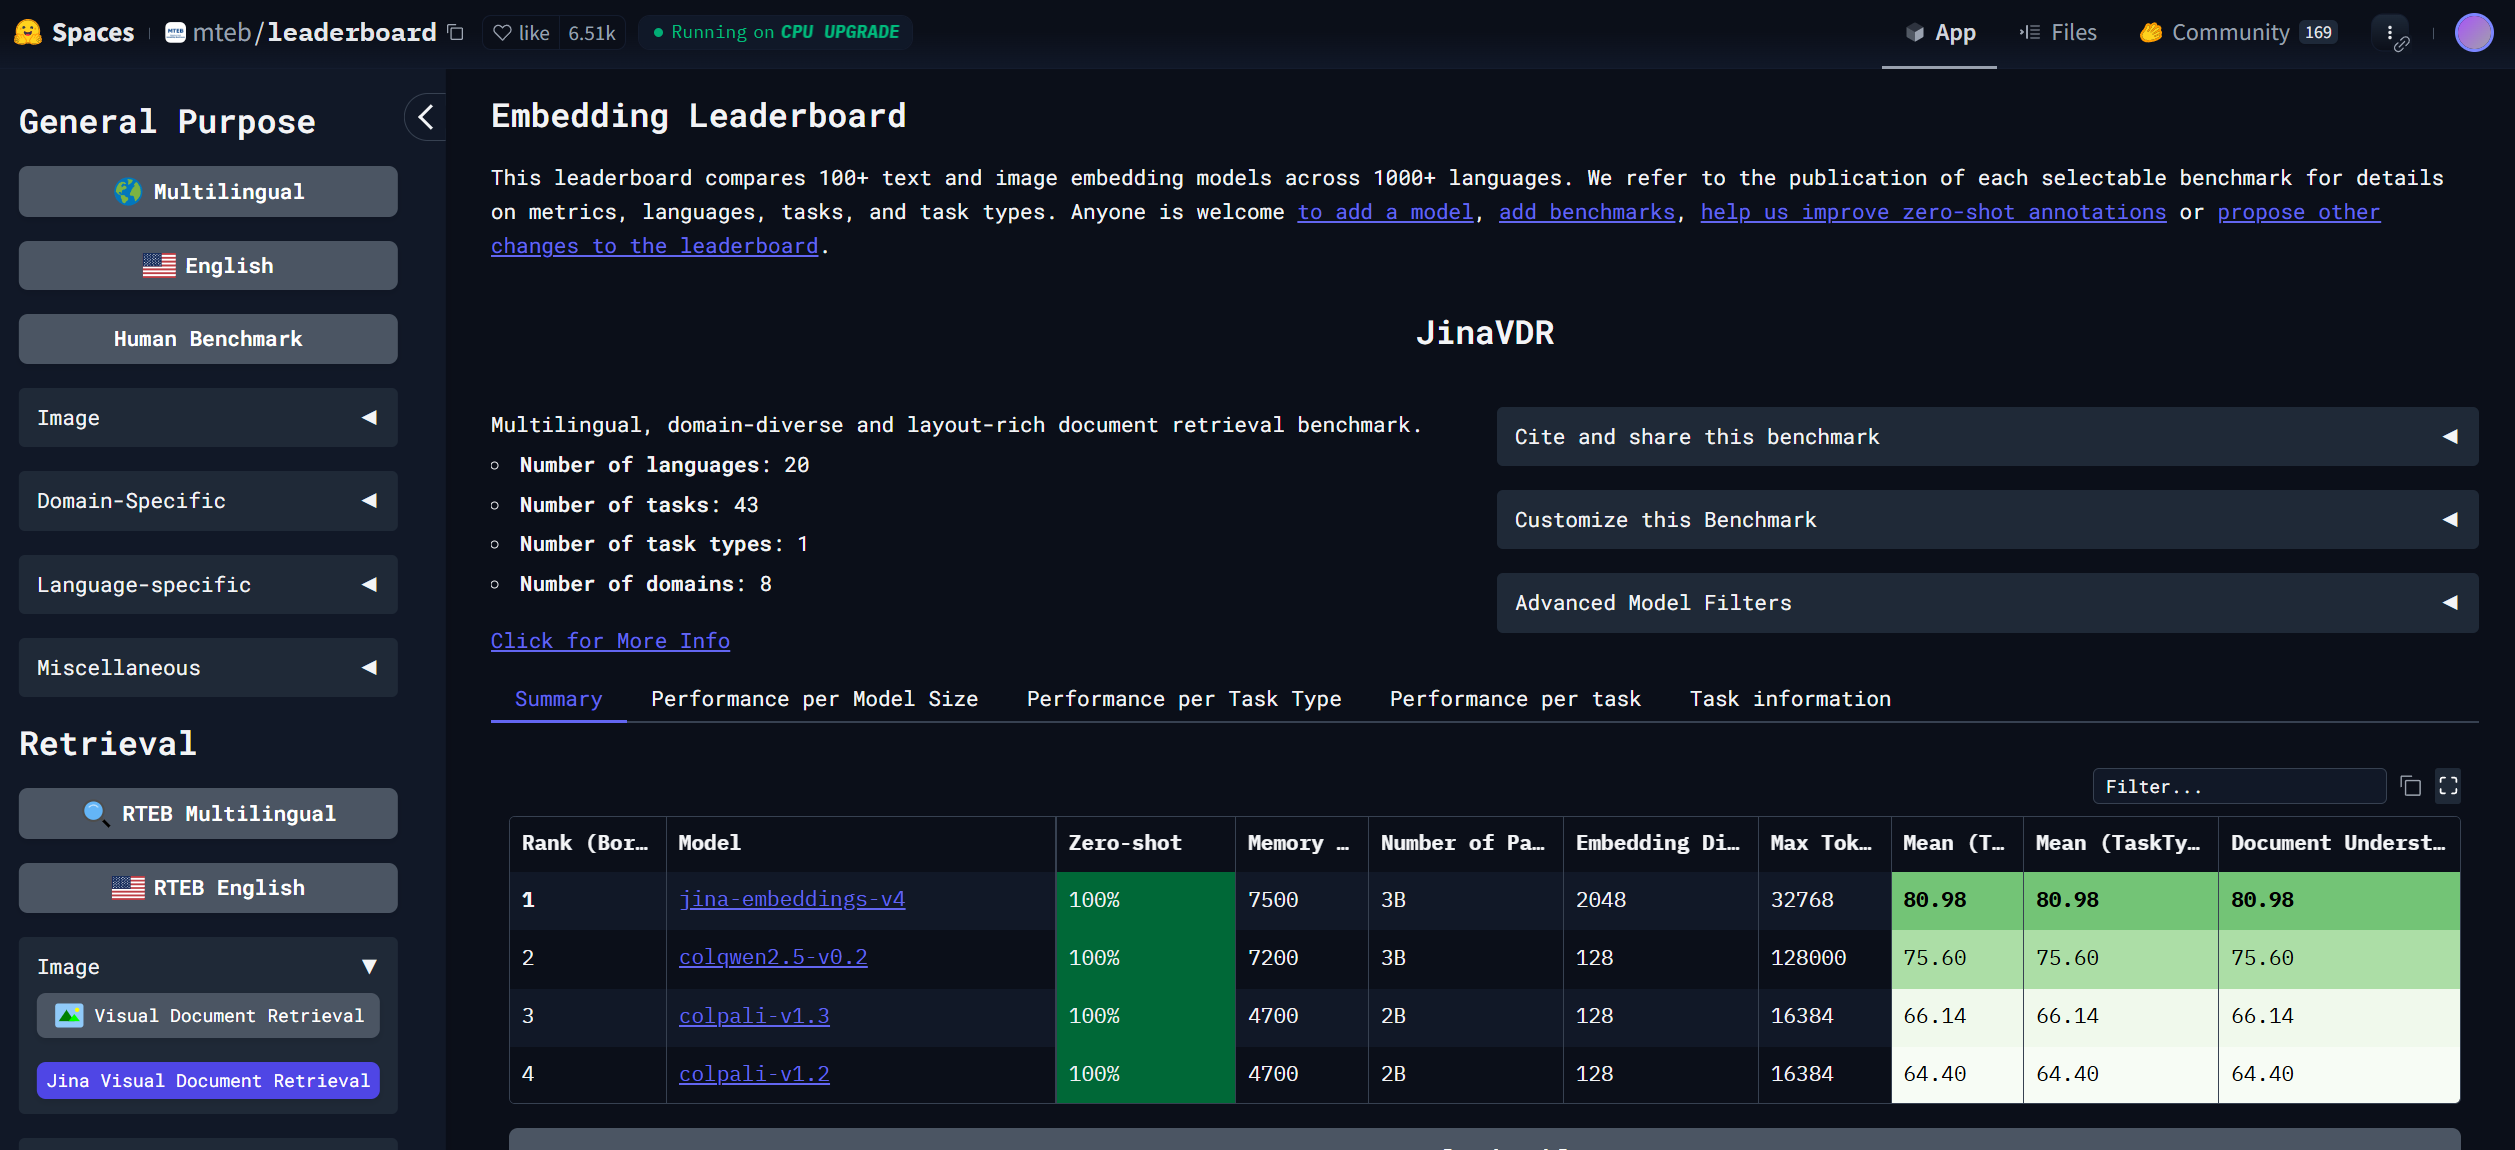 Spaces mteb/leaderboard like 6.51k Running on CPU UPGRADE App Files Community 169
General Purpose
Multilingual
English
Human Benchmark
Image
Domain-Specific
Language-specific
Miscellaneous
Retrieval
RTEB Multilingual
RTEB English
Image
Visual Document Retrieval
Jina Visual Document Retrieval
Embedding Leaderboard
This leaderboard compares 100+ text and image embedding models across 1000+ languages. We refer to the publication of each selectable benchmark for details
on metrics, languages, tasks, and task types. Anyone is welcome to add a model, add benchmarks, help us improve zero-shot annotations or propose other
changes to the leaderboard.
JinaVDR
Multilingual, domain-diverse and layout-rich document retrieval benchmark.
Number of languages: 20
Number of tasks: 43
Number of task types: 1
Number of domains: 8
Click for More Info
Cite and share this benchmark
Customize this Benchmark
Advanced Model Filters
Summary Performance per Model Size Performance per Task Type Performance per task Task information
Filter...
Rank (Bor… Model Zero-shot Memory … Number of Pa… Embedding Di… Max Tok… Mean (T… Mean (TaskTy… Document Underst…
1 jina-embeddings-v4 100% 7500 3B 2048 32768 80.98 80.98 80.98
2 colqwen2.5-v0.2 100% 7200 3B 128 128000 75.60 75.60 75.60
3 colpali-v1.3 100% 4700 2B 128 16384 66.14 66.14 66.14
4 colpali-v1.2 100% 4700 2B 128 16384 64.40 64.40 64.40